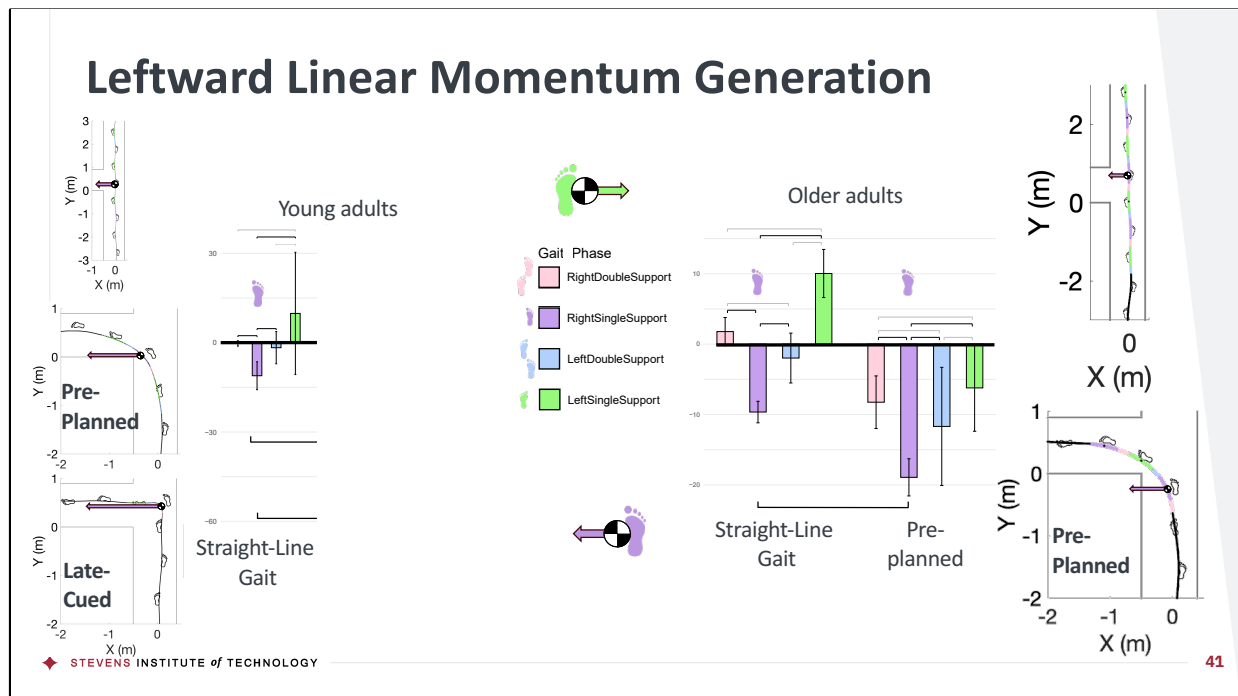 Leftward Linear Momentum Generation
3
2
1
0
-1
-2
-3
Y (m)
-1 0
X (m)
1
0
-1
-2
Y (m)
Pre-
Planned
-2 -1 0
1
0
-1
-2
Y (m)
Late-
Cued
-2 -1 0
X (m)
Young adults
30
0
−30
−60
Straight-Line
Gait
Gait Phase
RightDoubleSupport
RightSingleSupport
LeftDoubleSupport
LeftSingleSupport
Older adults
10
0
−10
−20
Straight-Line
Gait
Pre-
planned
2
0
-2
Y (m)
0
X (m)
1
0
-1
-2
Y (m)
Pre-
Planned
-2 -1 0
X (m)
STEVENS INSTITUTE of TECHNOLOGY
41